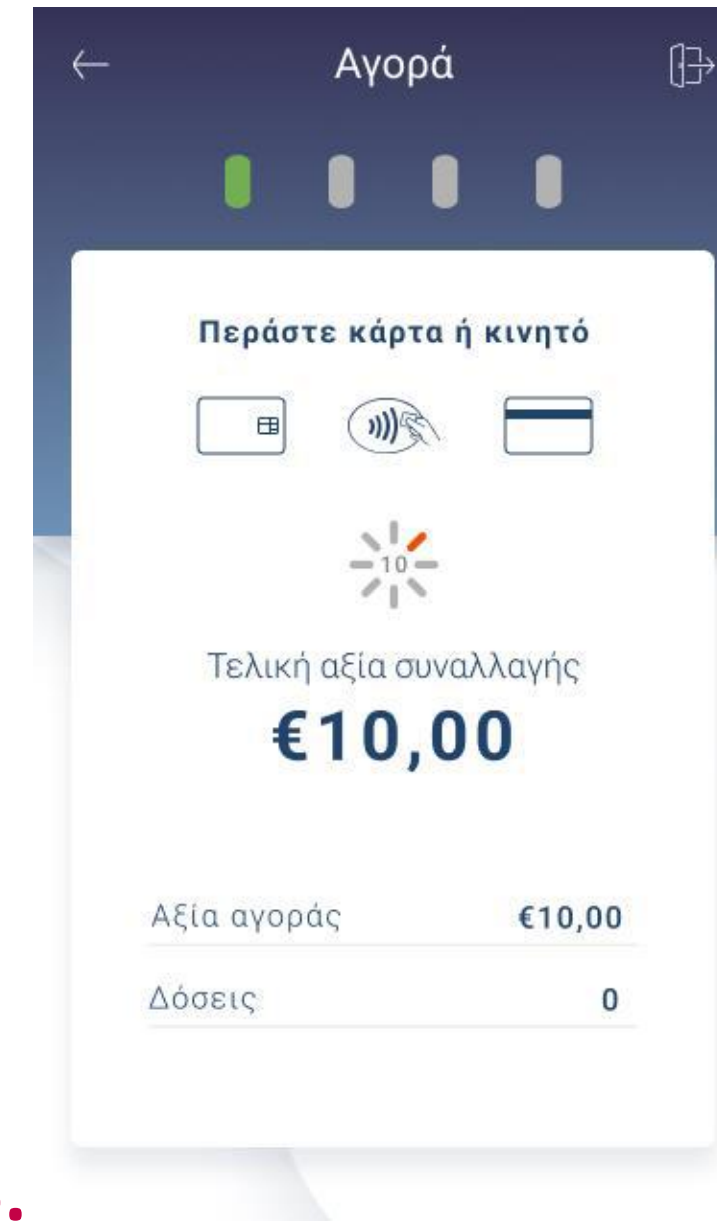 Αγορά
Περάστε κάρτα ή κινητό
10
Τελική αξία συναλλαγής
€10,00
Αξία αγοράς €10,00
Δόσεις 0